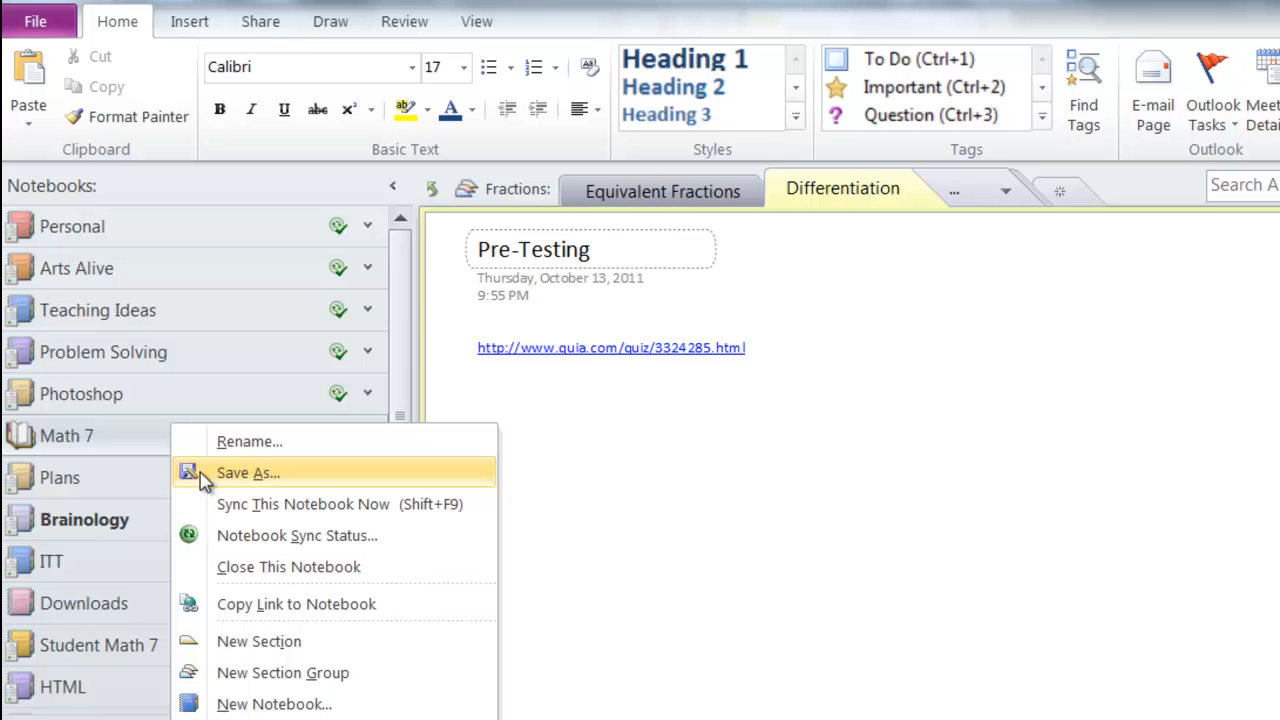 File Home Insert Share Draw Review View
Paste
Cut
Copy
Format Painter
Clipboard
Calibri 17
B I U abc x² A
Basic Text
Heading 1
Heading 2
Heading 3
Styles
To Do (Ctrl+1)
Important (Ctrl+2)
Question (Ctrl+3)
Tags
Find
Tags
E-mail
Page
Outlook
Tasks
Outlook
Notebooks:
Personal
Arts Alive
Teaching Ideas
Problem Solving
Photoshop
Math 7
Plans
Brainology
ITT
Downloads
Student Math 7
HTML
Fractions: Equivalent Fractions Differentiation ...
Search A
Pre-Testing
Thursday, October 13, 2011
9:55 PM
http://www.quia.com/quiz/3324285.html
Rename...
Save As...
Sync This Notebook Now (Shift+F9)
Notebook Sync Status...
Close This Notebook
Copy Link to Notebook
New Section
New Section Group
New Notebook...